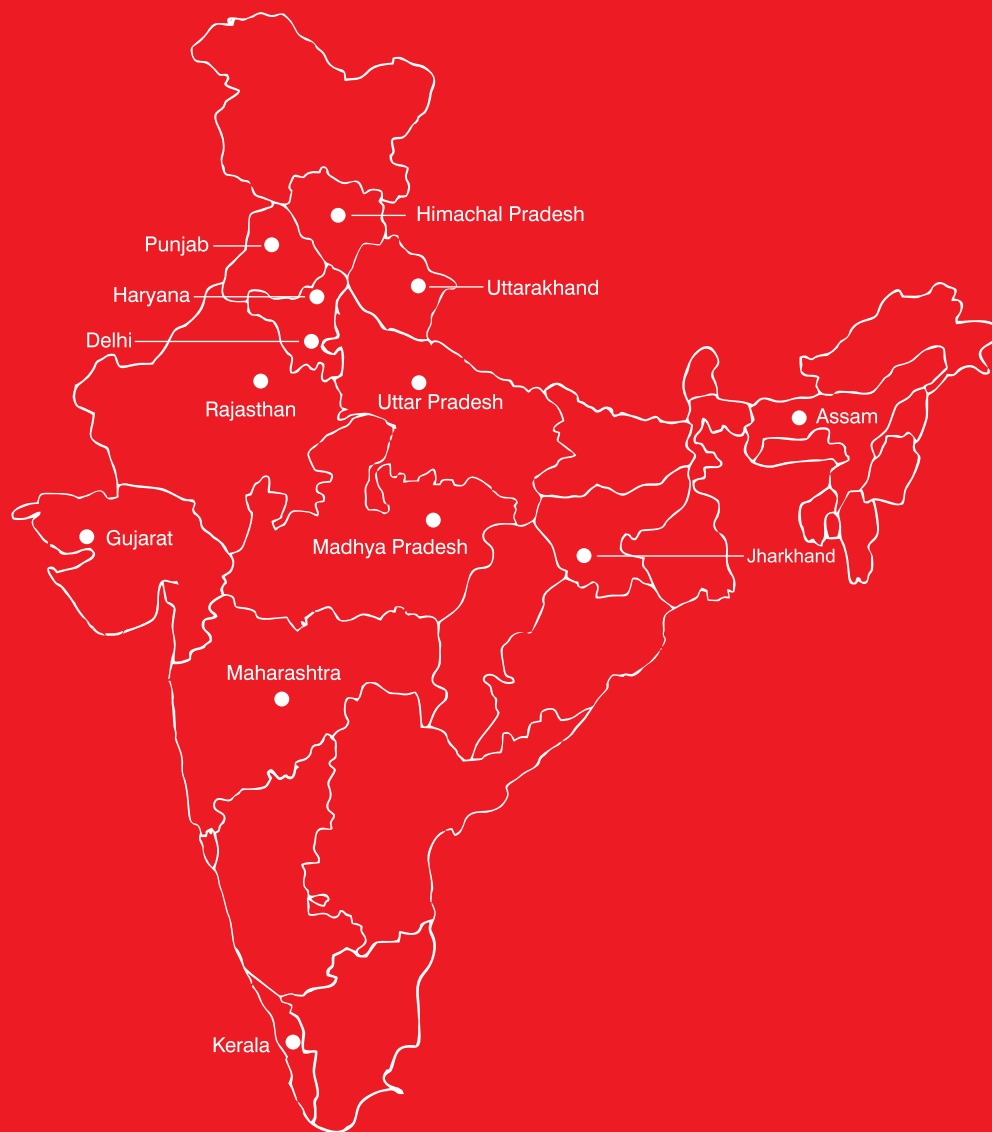 Himachal Pradesh
Punjab
Uttarakhand
Haryana
Delhi
Rajasthan
Uttar Pradesh
Assam
Gujarat
Madhya Pradesh
Jharkhand
Maharashtra
Kerala